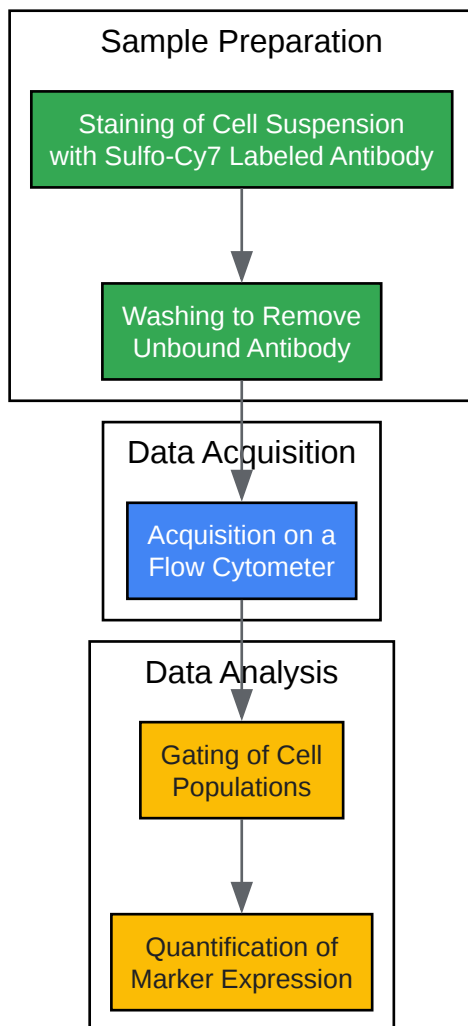 Sample Preparation
Staining of Cell Suspension
with Sulfo-Cy7 Labeled Antibody
Washing to Remove
Unbound Antibody
Data Acquisition
Acquisition on a
Flow Cytometer
Data Analysis
Gating of Cell
Populations
Quantification of
Marker Expression